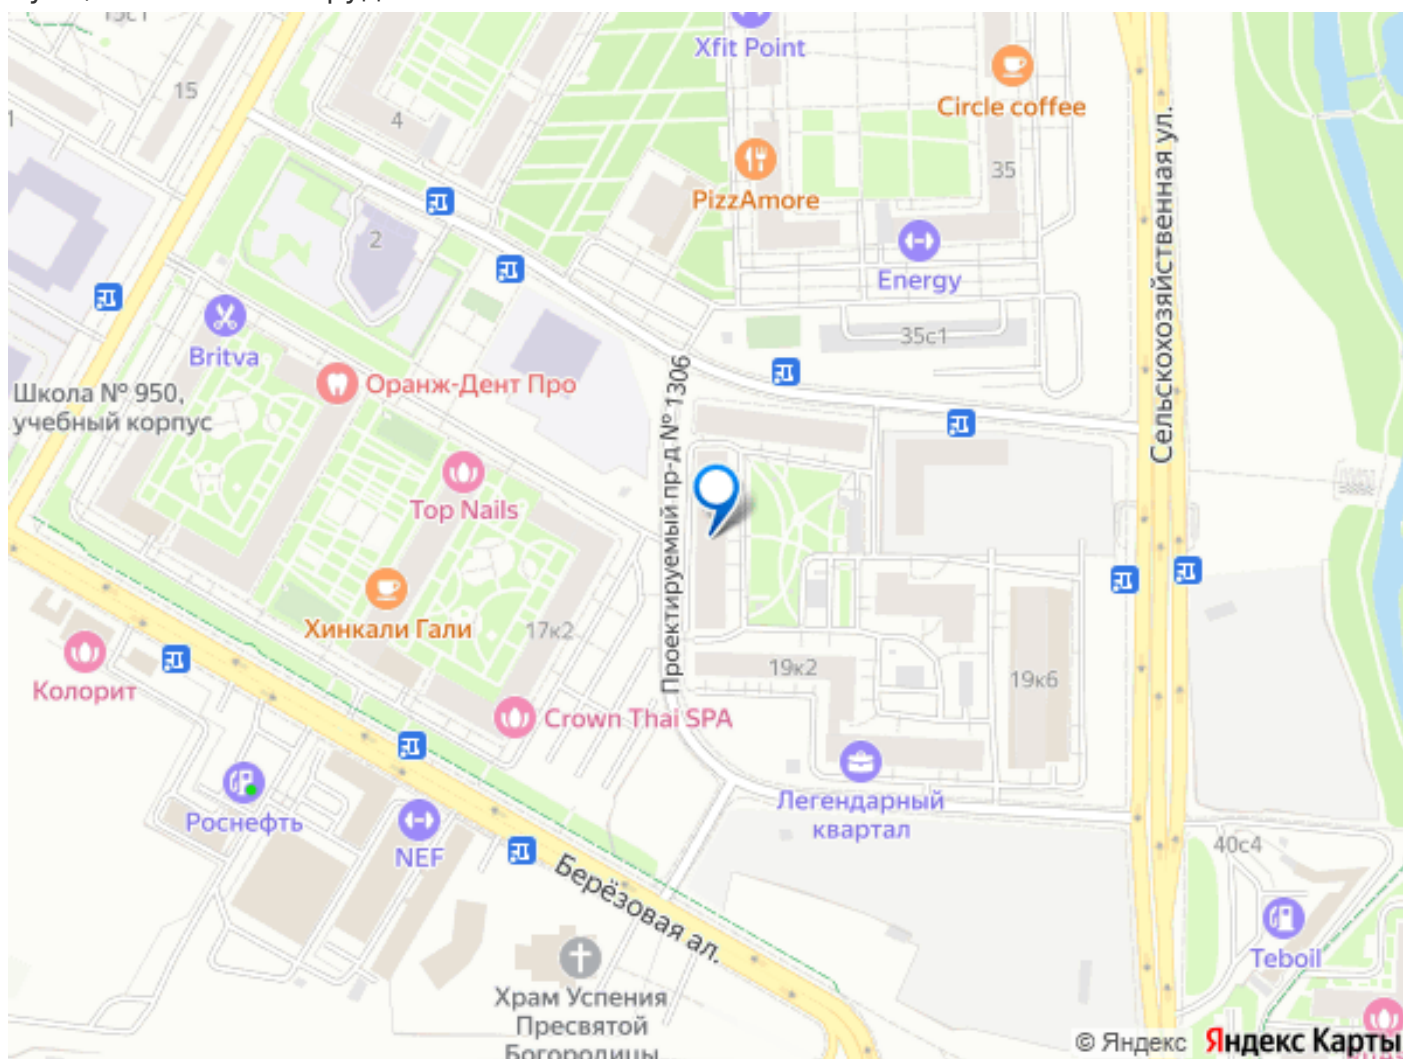 Xfit Point
15
4
Circle coffee
35
PizzAmore
2
Energy
35с1
Britva
Оранж-Дент Про
Школа № 950,
учебный корпус
Сельскохозяйственная ул.
Проектируемый пр-д № 1306
Top Nails
Хинкали Гали
17к2
19к2
19к6
Колорит
Crown Thai SPA
Легендарный
квартал
Роснефть
NEF
40с4
Берёзовая ал.
Teboil
Храм Успения
Пресвятой
Богородицы
© Яндекс Яндекс Карты